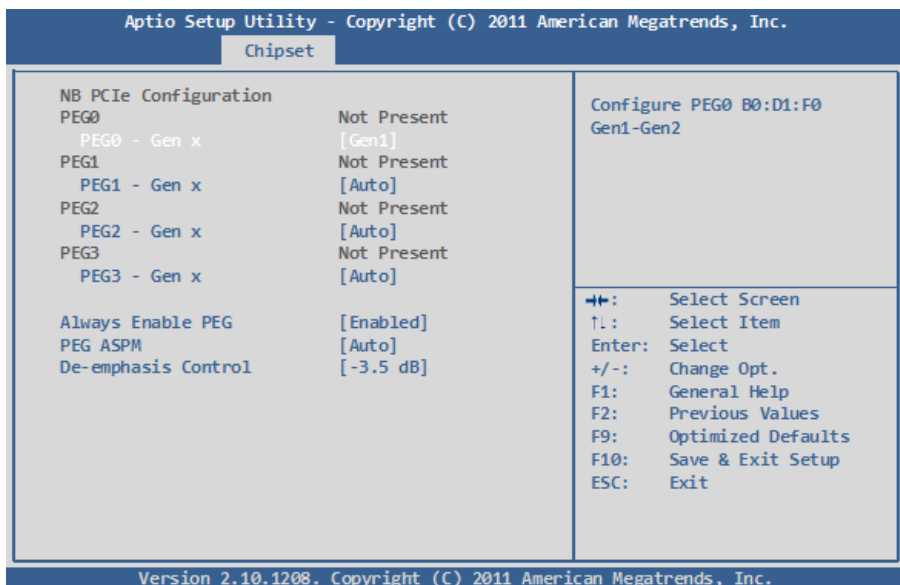 Aptio Setup Utility - Copyright (C) 2011 American Megatrends, Inc.
Chipset
NB PCIe Configuration
PEG0 Not Present
PEG0 - Gen x [Gen1]
PEG1 Not Present
PEG1 - Gen x [Auto]
PEG2 Not Present
PEG2 - Gen x [Auto]
PEG3 Not Present
PEG3 - Gen x [Auto]
Always Enable PEG [Enabled]
PEG ASPM [Auto]
De-emphasis Control [-3.5 dB]
Configure PEG0 B0:D1:F0
Gen1-Gen2
→←: Select Screen
↑↓: Select Item
Enter: Select
+/-: Change Opt.
F1: General Help
F2: Previous Values
F9: Optimized Defaults
F10: Save & Exit Setup
ESC: Exit
Version 2.10.1208. Copyright (C) 2011 American Megatrends, Inc.